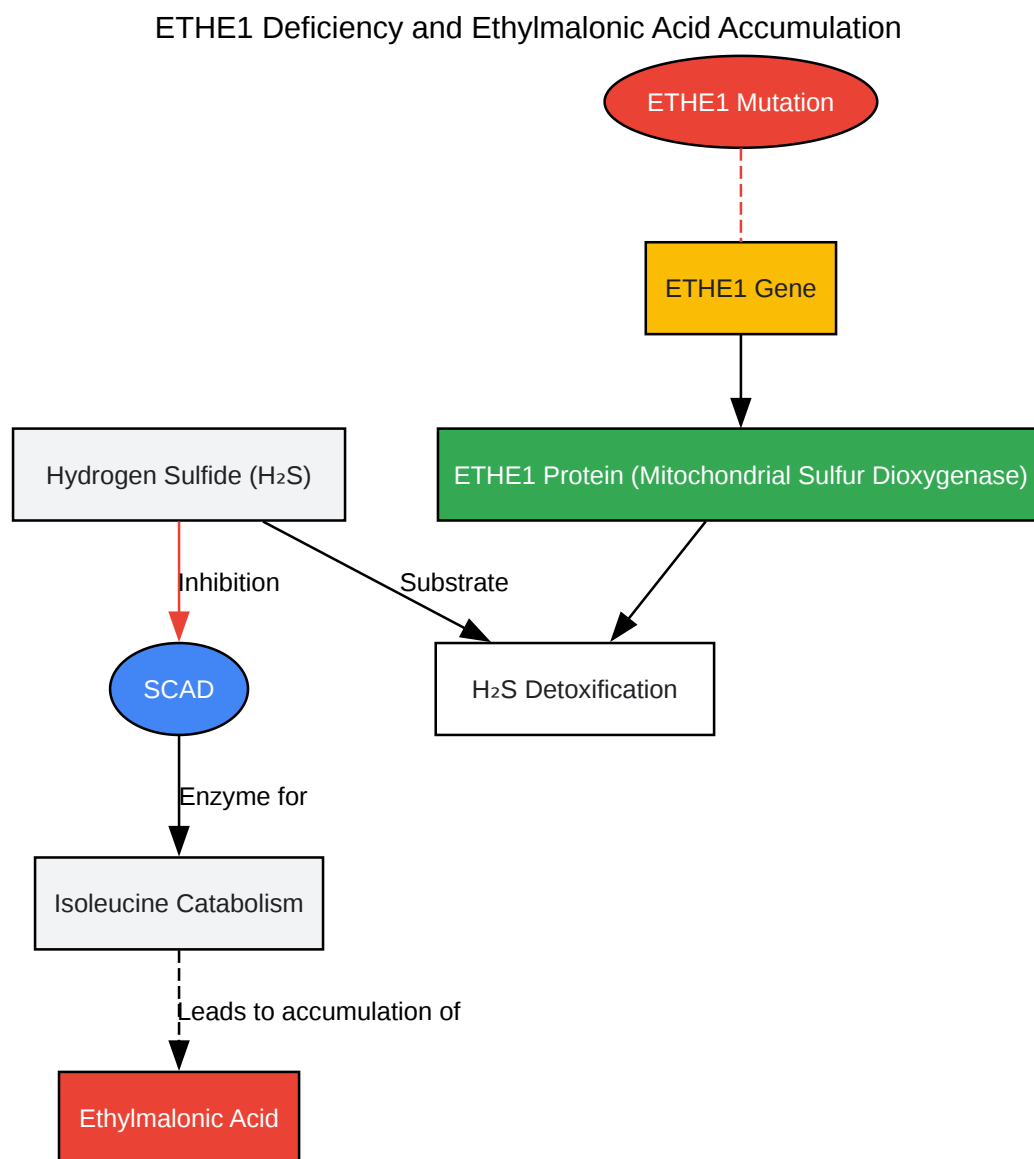 ETHE1 Deficiency and Ethylmalonic Acid Accumulation
ETHE1 Mutation
ETHE1 Gene
Hydrogen Sulfide (H₂S)
ETHE1 Protein (Mitochondrial Sulfur Dioxygenase)
Inhibition
Substrate
SCAD
H₂S Detoxification
Enzyme for
Isoleucine Catabolism
Leads to accumulation of
Ethylmalonic Acid